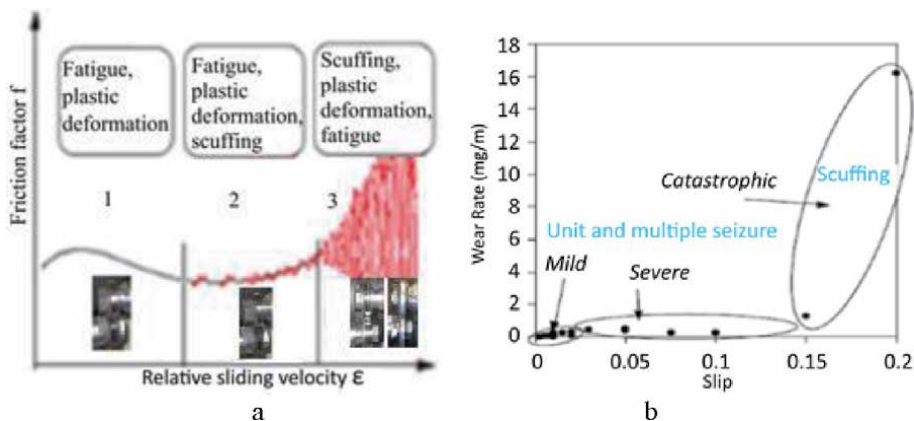 Friction factor f
Fatigue,
plastic
deformation
Fatigue,
plastic
deformation,
scuffing
Scuffing,
plastic
deformation,
fatigue
1
2
3
Relative sliding velocity ε
a
b
Wear Rate (mg/m)
18
16
14
12
10
8
6
4
2
0
Catastrophic
Scuffing
Unit and multiple seizure
Mild
Severe
0
0.05
0.1
0.15
0.2
Slip
b